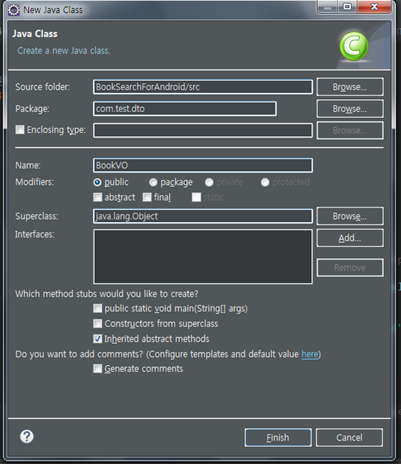 New Java Class
Java Class
Create a new Java class.
C
Source folder: BookSearchForAndroid/src Browse...
Package: com.test.dto Browse...
Enclosing type: Browse...
Name: BookVO
Modifiers: public package private protected
abstract final static
Superclass: java.lang.Object Browse...
Interfaces: Add...
Remove
Which method stubs would you like to create?
public static void main(String[] args)
Constructors from superclass
Inherited abstract methods
Do you want to add comments? (Configure templates and default value here)
Generate comments
? Finish Cancel